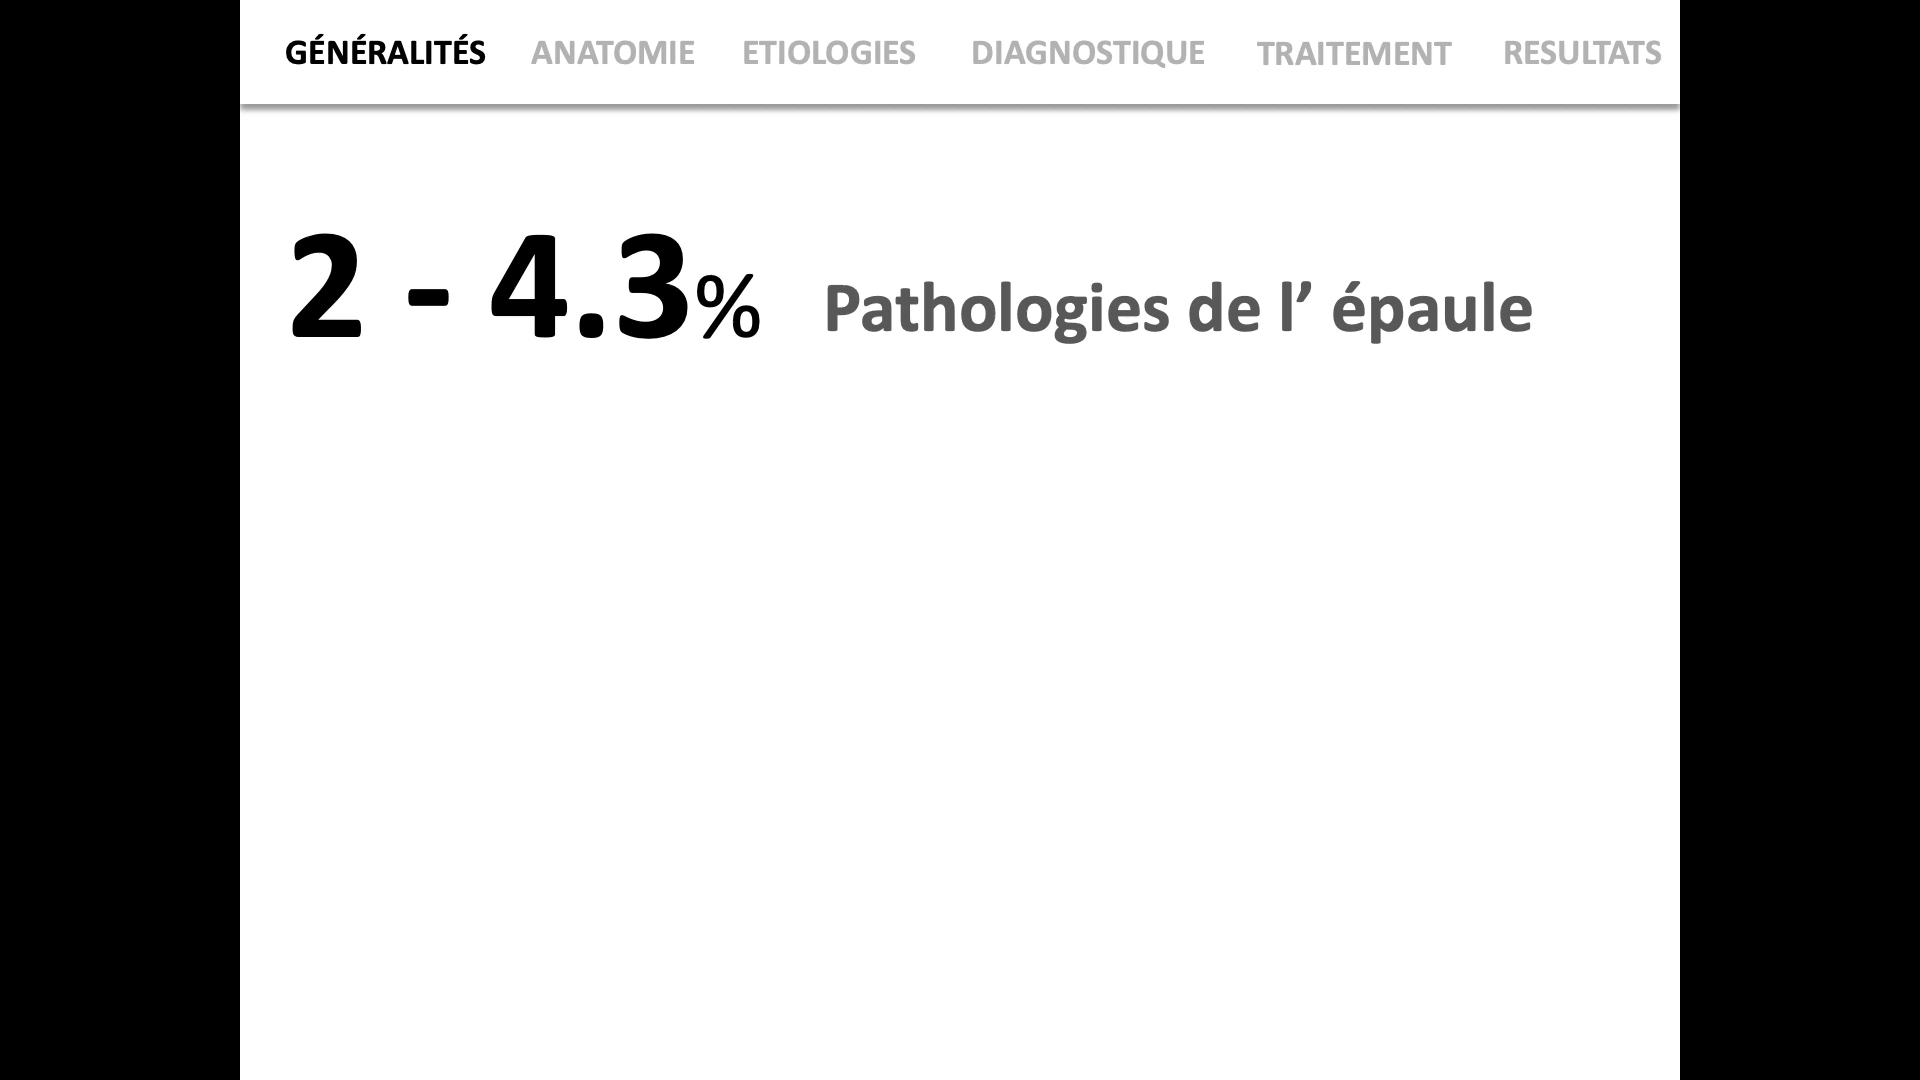 GÉNÉRALITÉS ANATOMIE ETIOLOGIES DIAGNOSTIQUE TRAITEMENT RESULTATS
2 - 4.3% Pathologies de l’ épaule